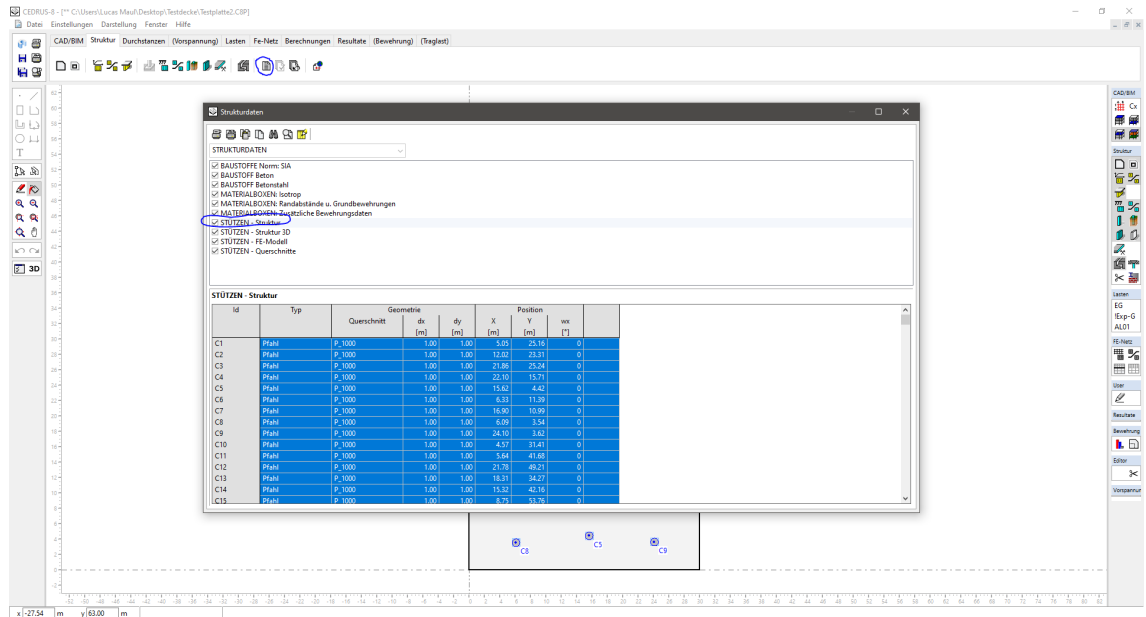 CEDRUS-8 - [** C:\Users\Lucas Maul\Desktop\Testdecke\Testplatte2.C8P]
Datei Einstellungen Darstellung Fenster Hilfe
CAD/BIM Struktur Durchstanzen (Vorspannung) Lasten Fe-Netz Berechnungen Resultate (Bewehrung) (Traglast)
Strukturdaten
STRUKTURDATEN
BAUSTOFFE Norm: SIA
BAUSTOFF Beton
BAUSTOFF Betonstahl
MATERIALBOXEN: Isotrop
MATERIALBOXEN: Randabstände u. Grundbewehrungen
MATERIALBOXEN: Zusätzliche Bewehrungsdaten
STÜTZEN - Struktur
STÜTZEN - Struktur 3D
STÜTZEN - FE-Modell
STÜTZEN - Querschnitte
STÜTZEN - Struktur
Id Typ Geometrie Position
Querschnitt dx dy X Y wx
[m] [m] [m] [m] [°]
C1 Pfahl P_1000 1.00 1.00 5.05 25.16 0
C2 Pfahl P_1000 1.00 1.00 12.02 23.31 0
C3 Pfahl P_1000 1.00 1.00 21.86 25.24 0
C4 Pfahl P_1000 1.00 1.00 22.10 15.71 0
C5 Pfahl P_1000 1.00 1.00 15.62 4.42 0
C6 Pfahl P_1000 1.00 1.00 6.33 11.39 0
C7 Pfahl P_1000 1.00 1.00 16.90 10.99 0
C8 Pfahl P_1000 1.00 1.00 6.09 3.54 0
C9 Pfahl P_1000 1.00 1.00 24.10 3.62 0
C10 Pfahl P_1000 1.00 1.00 4.57 31.41 0
C11 Pfahl P_1000 1.00 1.00 5.64 41.68 0
C12 Pfahl P_1000 1.00 1.00 21.78 49.21 0
C13 Pfahl P_1000 1.00 1.00 18.31 34.27 0
C14 Pfahl P_1000 1.00 1.00 15.32 42.16 0
C15 Pfahl P_1000 1.00 1.00 8.75 53.76 0
C8 C5 C9
T
3D
CAD/BIM
Cx
Struktur
Lasten
EG
!Exp-G
AL01
FE-Netz
User
Resultate
Bewehrung
Editor
Vorspannun
x -27.54 m y 63.00 m